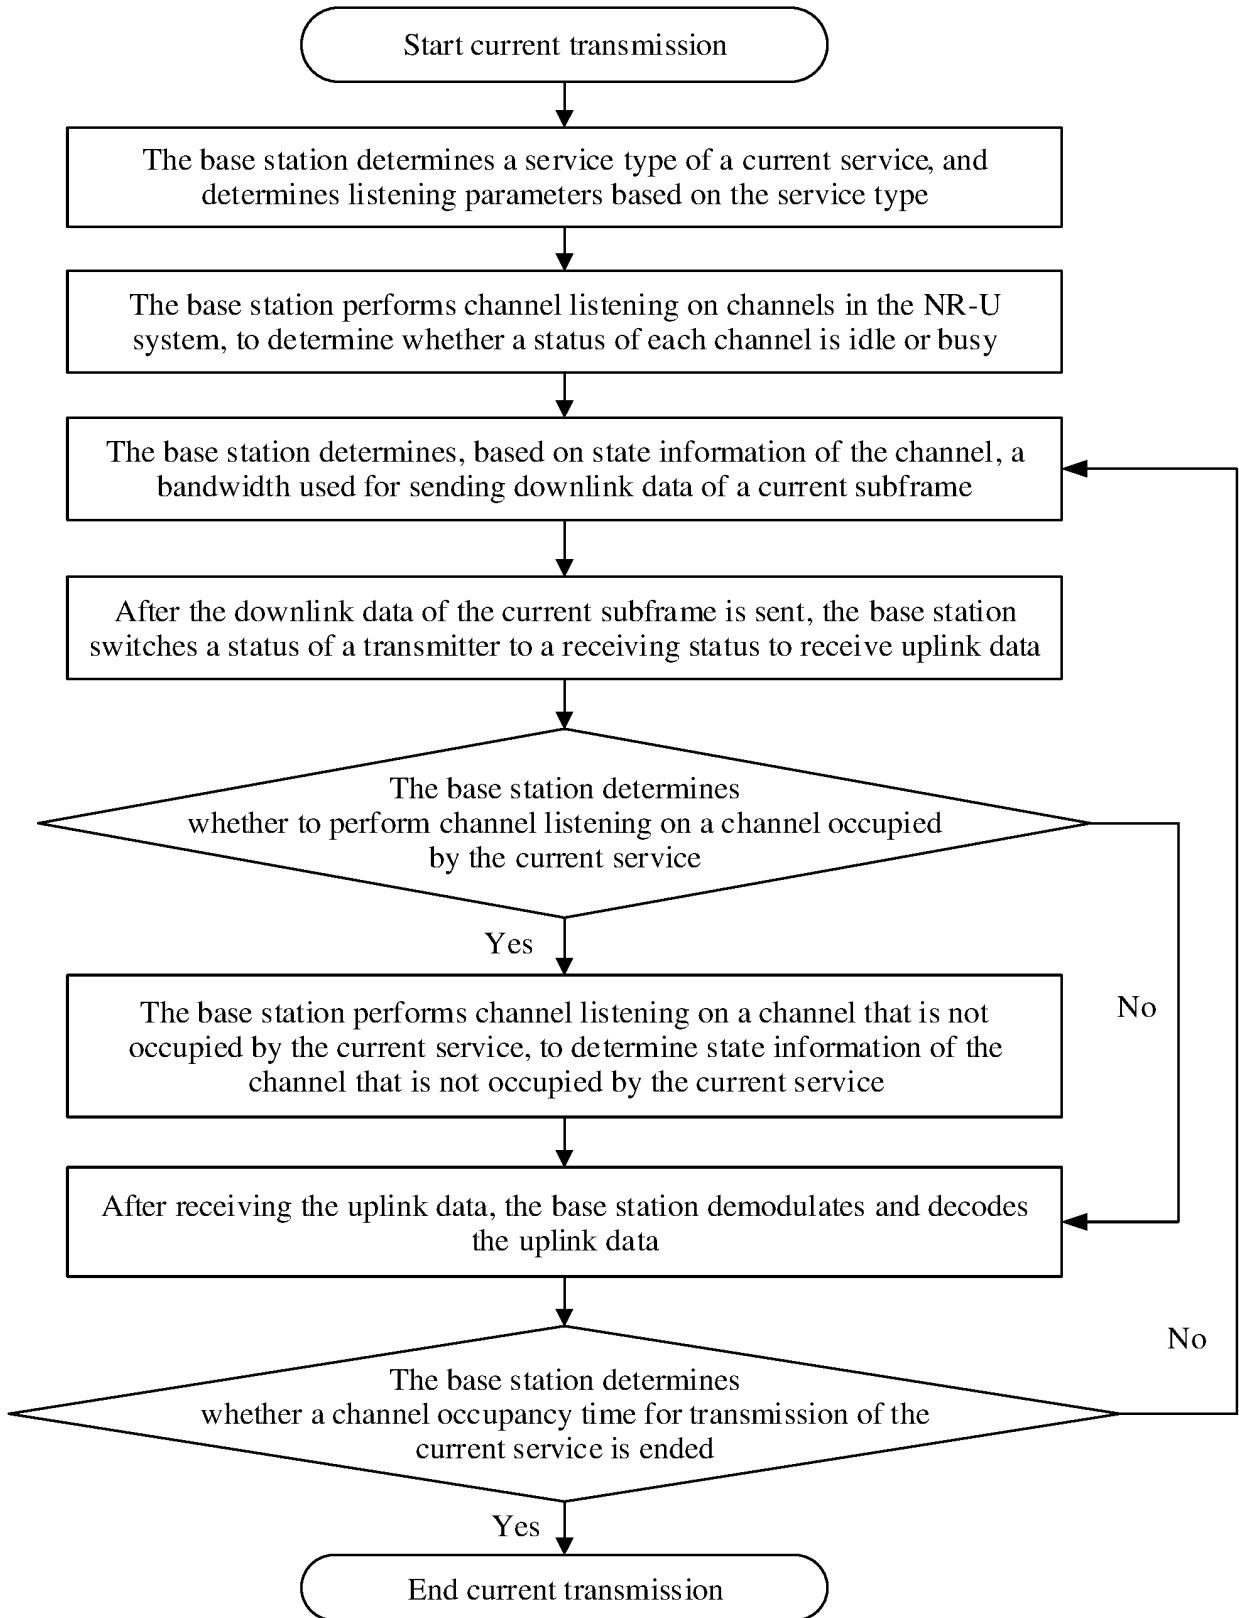 Start current transmission
The base station determines a service type of a current service, and
determines listening parameters based on the service type
The base station performs channel listening on channels in the NR-U
system, to determine whether a status of each channel is idle or busy
The base station determines, based on state information of the channel, a
bandwidth used for sending downlink data of a current subframe
After the downlink data of the current subframe is sent, the base station
switches a status of a transmitter to a receiving status to receive uplink data
The base station determines
whether to perform channel listening on a channel occupied
by the current service
Yes
No
The base station performs channel listening on a channel that is not
occupied by the current service, to determine state information of the
channel that is not occupied by the current service
After receiving the uplink data, the base station demodulates and decodes
the uplink data
No
The base station determines
whether a channel occupancy time for transmission of the
current service is ended
Yes
End current transmission